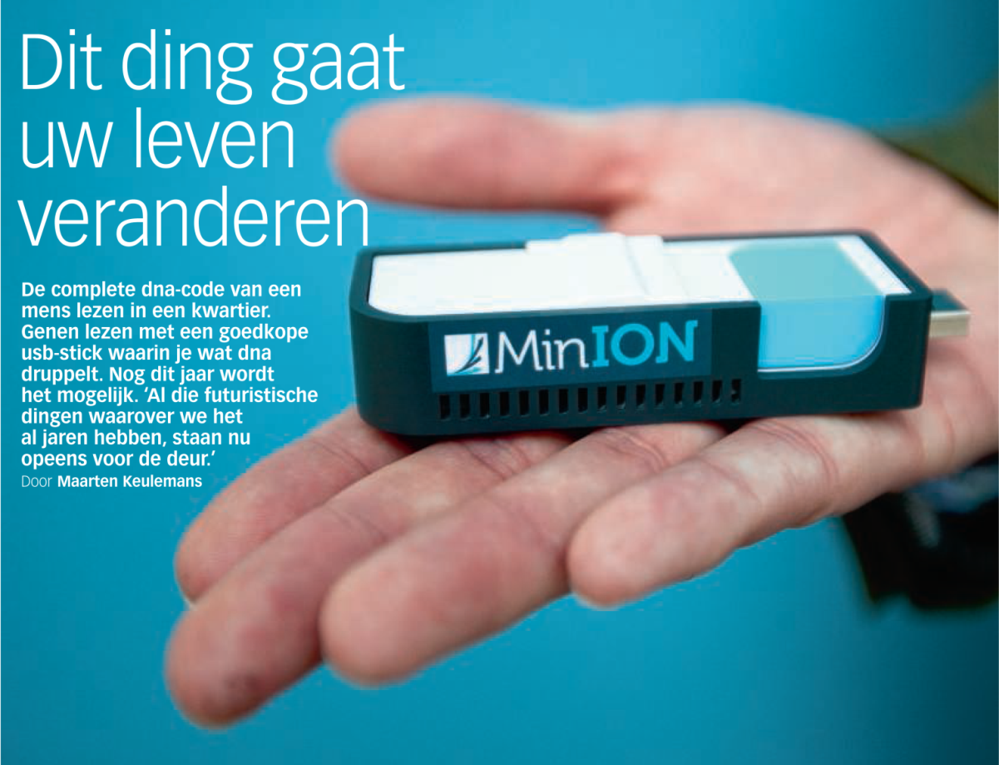 Dit ding gaat
uw leven
veranderen
De complete dna-code van een
mens lezen in een kwartier.
Genen lezen met een goedkope
usb-stick waarin je wat dna
druppelt. Nog dit jaar wordt
het mogelijk. ‘Al die futuristische
dingen waarover we het
al jaren hebben, staan nu
opeens voor de deur.’
Door Maarten Keulemans
MinION